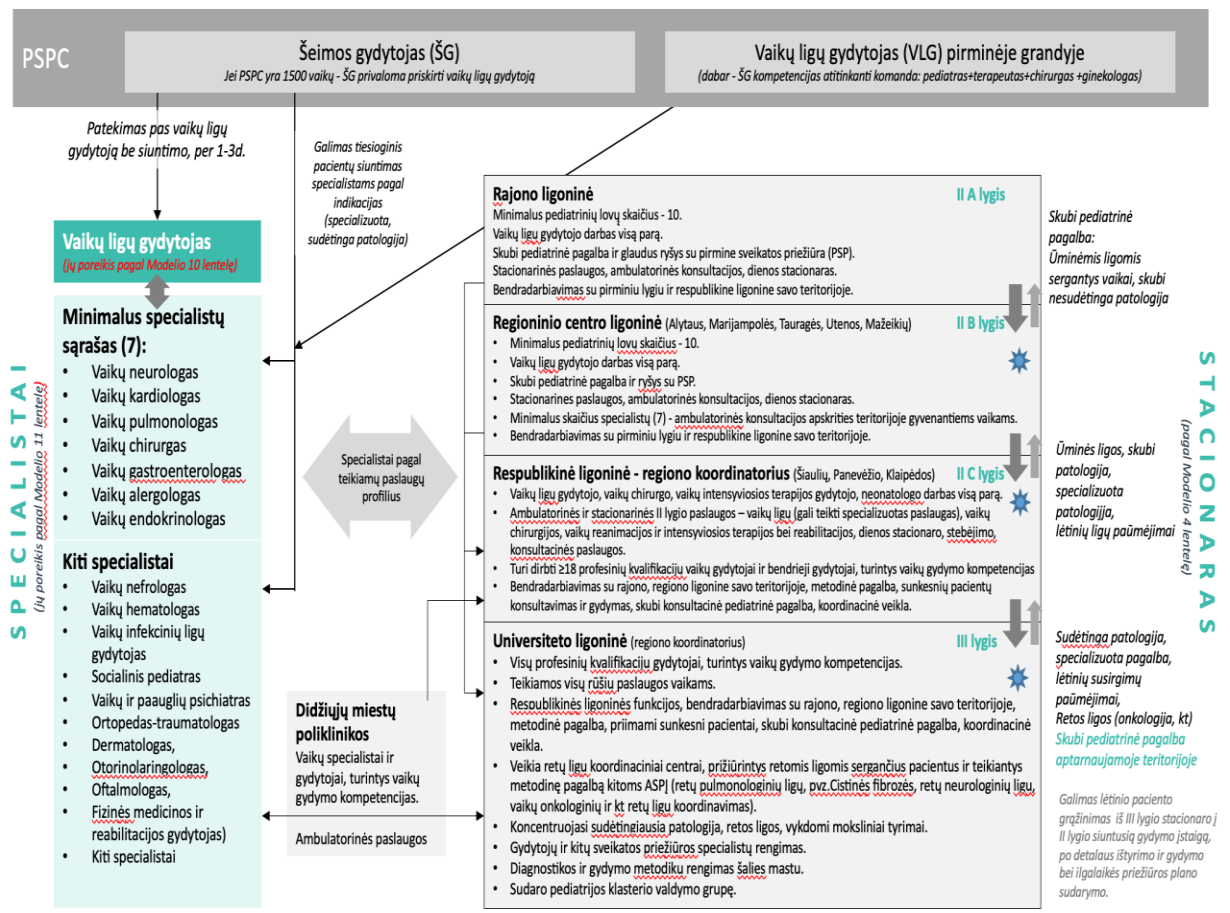 PSPC
Šeimos gydytojas (ŠG)
Jei PSPC yra 1500 vaikų - ŠG privaloma priskirti vaikų ligų gydytoją
Vaikų ligų gydytojas (VLG) pirminėje grandyje
(dabar - ŠG kompetencijas atitinkanti komanda: pediatras+terapeutas+chirurgas +ginekologas)
Patekimas pas vaikų ligų
gydytoją be siuntimo, per 1-3d.
Galimas tiesioginis
pacientų siuntimas
specialistams pagal
indikacijas
(specializuota,
sudėtinga patologija)
SPECIALISTAI
(jų poreikis pagal Modelio 11 lentelę)
Vaikų ligų gydytojas
(jų poreikis pagal Modelio 10 lentelę)
Minimalus specialistų
sąrašas (7):
• Vaikų neurologas
• Vaikų kardiologas
• Vaikų pulmonologas
• Vaikų chirurgas
• Vaikų gastroenterologas
• Vaikų alergologas
• Vaikų endokrinologas
Kiti specialistai
• Vaikų nefrologas
• Vaikų hematologas
• Vaikų infekcinių ligų
gydytojas
• Socialinis pediatras
• Vaikų ir paauglių psichiatras
• Ortopedas-traumatologas
• Dermatologas,
• Otorinolaringologas,
• Oftalmologas,
• Fizinės medicinos ir
reabilitacijos gydytojas)
• Kiti specialistai
Specialistai pagal
teikiamų paslaugų
profilius
Didžiųjų miestų
poliklinikos
Vaikų specialistai ir
gydytojai, turintys vaikų
gydymo kompetencijas.
Ambulatorinės paslaugos
Rajono ligoninė II A lygis
Minimalus pediatrinių lovų skaičius - 10.
Vaikų ligų gydytojo darbas visą parą.
Skubi pediatrinė pagalba ir glaudus ryšys su pirmine sveikatos priežiūra (PSP).
Stacionarinės paslaugos, ambulatorinės konsultacijos, dienos stacionaras.
Bendradarbiavimas su pirminiu lygiu ir respublikine ligonine savo teritorijoje.
Regioninio centro ligoninė (Alytaus, Marijampolės, Tauragės, Utenos, Mažeikių) II B lygis
• Minimalus pediatrinių lovų skaičius - 10.
• Vaikų ligų gydytojo darbas visą parą.
• Skubi pediatrinė pagalba ir ryšys su PSP.
• Stacionarines paslaugos, ambulatorinės konsultacijos, dienos stacionaras.
• Minimalus skaičius specialistų (7) - ambulatorinės konsultacijos apskrities teritorijoje gyvenantiems vaikams.
• Bendradarbiavimas su pirminiu lygiu ir respublikine ligonine savo teritorijoje.
Respublikinė ligoninė - regiono koordinatorius (Šiaulių, Panevėžio, Klaipėdos) II C lygis
• Vaikų ligų gydytojo, vaikų chirurgo, vaikų intensyviosios terapijos gydytojo, neonatologo darbas visą parą.
• Ambulatorinės ir stacionarinės II lygio paslaugos – vaikų ligų (gali teikti specializuotas paslaugas), vaikų
chirurgijos, vaikų reanimacijos ir intensyviosios terapijos bei reabilitacijos, dienos stacionaro, stebėjimo,
konsultacinės paslaugos.
• Turi dirbti ≥18 profesinių kvalifikacijų vaikų gydytojai ir bendrieji gydytojai, turintys vaikų gydymo kompetencijas
• Bendradarbiavimas su rajono, regiono ligonine savo teritorijoje, metodinė pagalba, sunkesnių pacientų
konsultavimas ir gydymas, skubi konsultacinė pediatrinė pagalba, koordinacinė veikla.
Universiteto ligoninė (regiono koordinatorius) III lygis
• Visų profesinių kvalifikacijų gydytojai, turintys vaikų gydymo kompetencijas.
• Teikiamos visų rūšių paslaugos vaikams.
• Respublikinės ligoninės funkcijos, bendradarbiavimas su rajono, regiono ligonine savo teritorijoje,
metodinė pagalba, priimami sunkesni pacientai, skubi konsultacinė pediatrinė pagalba, koordinacinė
veikla.
• Veikia retų ligų koordinaciniai centrai, prižiūrintys retomis ligomis sergančius pacientus ir teikiantys
metodinę pagalbą kitoms ASPĮ (retų pulmonologinių ligų, pvz.Cistinės fibrozės, retų neurologinių ligų,
vaikų onkologinių ir kt retų ligų koordinavimas).
• Koncentruojasi sudėtingiausia patologija, retos ligos, vykdomi moksliniai tyrimai.
• Gydytojų ir kitų sveikatos priežiūros specialistų rengimas.
• Diagnostikos ir gydymo metodikų rengimas šalies mastu.
• Sudaro pediatrijos klasterio valdymo grupę.
Skubi pediatrinė
pagalba:
Ūminėmis ligomis
sergantys vaikai, skubi
nesudėtinga patologija
Ūminės ligos, skubi
patologija,
specializuota
patologijja,
lėtinių ligų paūmėjimai
Sudėtinga patologija,
specializuota pagalba,
lėtinių susirgimų
paūmėjimai,
Retos ligos (onkologija, kt)
Skubi pediatrinė pagalba
aptarnaujamoje teritorijoje
Galimas lėtinio paciento
grąžinimas iš III lygio stacionaro į
II lygio siuntusią gydymo įstaigą,
po detalaus ištyrimo ir gydymo
bei ilgalaikės priežiūros plano
sudarymo.
STACIONARAS
(pagal Modelio 4 lentelę)